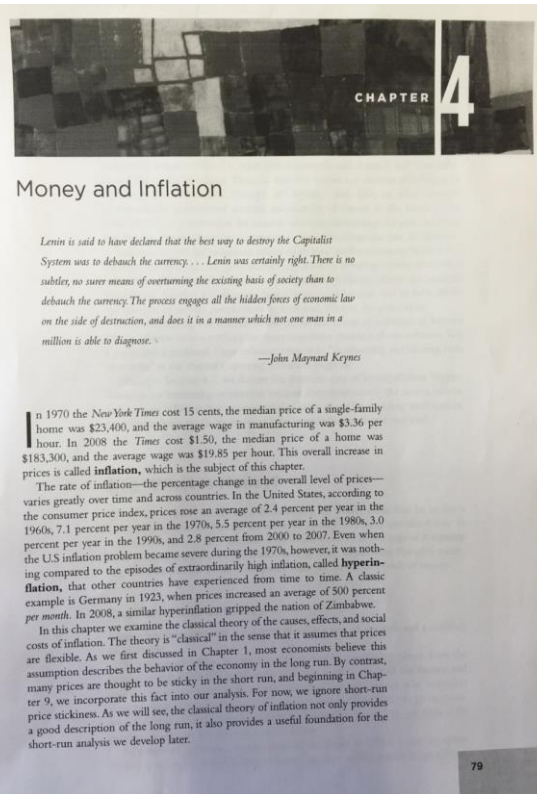 CHAPTER 4
Money and Inflation
Lenin is said to have declared that the best way to destroy the Capitalist
System was to debauch the currency. . . . Lenin was certainly right. There is no
subtler, no surer means of overturning the existing basis of society than to
debauch the currency. The process engages all the hidden forces of economic law
on the side of destruction, and does it in a manner which not one man in a
million is able to diagnose.
—John Maynard Keynes
In 1970 the New York Times cost 15 cents, the median price of a single-family
home was $23,400, and the average wage in manufacturing was $3.36 per
hour. In 2008 the Times cost $1.50, the median price of a home was
$183,300, and the average wage was $19.85 per hour. This overall increase in
prices is called inflation, which is the subject of this chapter.
The rate of inflation—the percentage change in the overall level of prices—
varies greatly over time and across countries. In the United States, according to
the consumer price index, prices rose an average of 2.4 percent per year in the
1960s, 7.1 percent per year in the 1970s, 5.5 percent per year in the 1980s, 3.0
percent per year in the 1990s, and 2.8 percent from 2000 to 2007. Even when
the U.S inflation problem became severe during the 1970s, however, it was noth-
ing compared to the episodes of extraordinarily high inflation, called hyperin-
flation, that other countries have experienced from time to time. A classic
example is Germany in 1923, when prices increased an average of 500 percent
per month. In 2008, a similar hyperinflation gripped the nation of Zimbabwe.
In this chapter we examine the classical theory of the causes, effects, and social
costs of inflation. The theory is "classical" in the sense that it assumes that prices
are flexible. As we first discussed in Chapter 1, most economists believe this
assumption describes the behavior of the economy in the long run. By contrast,
many prices are thought to be sticky in the short run, and beginning in Chap-
ter 9, we incorporate this fact into our analysis. For now, we ignore short-run
price stickiness. As we will see, the classical theory of inflation not only provides
a good description of the long run, it also provides a useful foundation for the
short-run analysis we develop later.
79